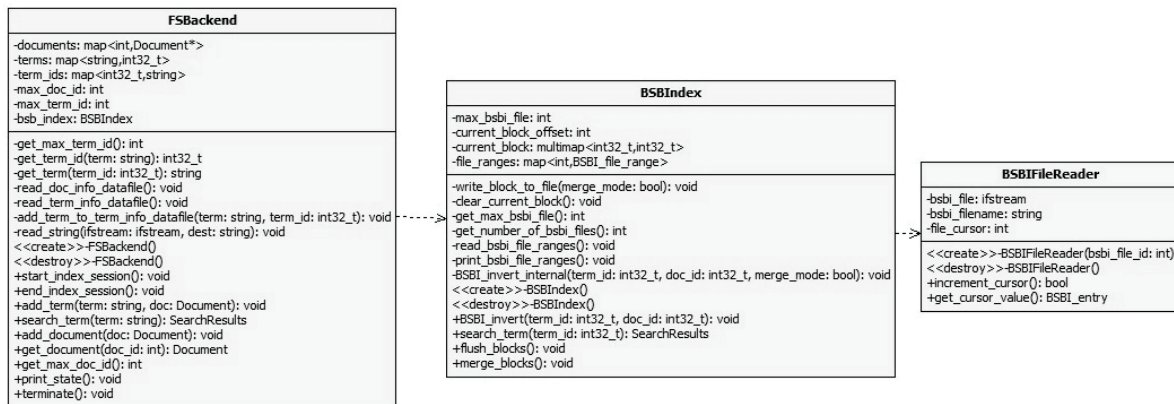 FSBackend
-documents: map<int,Document*>
-terms: map<string,int32_t>
-term_ids: map<int32_t,string>
-max_doc_id: int
-max_term_id: int
-bsb_index: BSBIndex
-get_max_term_id(): int
-get_term_id(term: string): int32_t
-get_term(term_id: int32_t): string
-read_doc_info_datafile(): void
-read_term_info_datafile(): void
-add_term_to_term_info_datafile(term: string, term_id: int32_t): void
-read_string(ifstream: ifstream, dest: string): void
<<create>>-FSBackend()
<<destroy>>-FSBackend()
+start_index_session(): void
+end_index_session(): void
+add_term(term: string, doc: Document): void
+search_term(term: string): SearchResults
+add_document(doc: Document): void
+get_document(doc_id: int): Document
+get_max_doc_id(): int
+print_state(): void
+terminate(): void
BSBIndex
-max_bsbi_file: int
-current_block_offset: int
-current_block: multimap<int32_t,int32_t>
-file_ranges: map<int,BSBI_file_range>
-write_block_to_file(merge_mode: bool): void
-clear_current_block(): void
-get_max_bsbi_file(): int
-get_number_of_bsbi_files(): int
-read_bsbi_file_ranges(): void
-print_bsbi_file_ranges(): void
-BSBI_invert_internal(term_id: int32_t, doc_id: int32_t, merge_mode: bool): void
<<create>>-BSBIndex()
<<destroy>>-BSBIndex()
+BSBI_invert(term_id: int32_t, doc_id: int32_t): void
+search_term(term_id: int32_t): SearchResults
+flush_blocks(): void
+merge_blocks(): void
BSBIFileReader
-bsbi_file: ifstream
-bsbi_filename: string
-file_cursor: int
<<create>>-BSBIFileReader(bsbi_file_id: int)
<<destroy>>-BSBIFileReader()
+increment_cursor(): bool
+get_cursor_value(): BSBI_entry